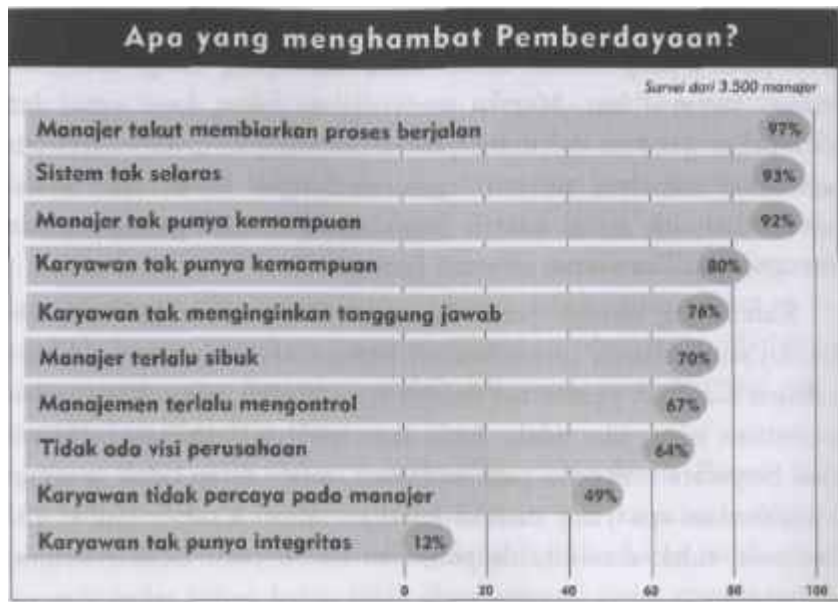 Apa yang menghambat Pemberdayaan?
Survei dari 3.500 manajer
Manajer takut membiarkan proses berjalan 97%
Sistem tak selaras 93%
Manajer tak punya kemampuan 92%
Karyawan tak punya kemampuan 80%
Karyawan tak menginginkan tanggung jawab 76%
Manajer terlalu sibuk 70%
Manajemen terlalu mengontrol 67%
Tidak ada visi perusahaan 64%
Karyawan tidak percaya pada manajer 49%
Karyawan tak punya integritas 12%
0 20 40 60 80 100